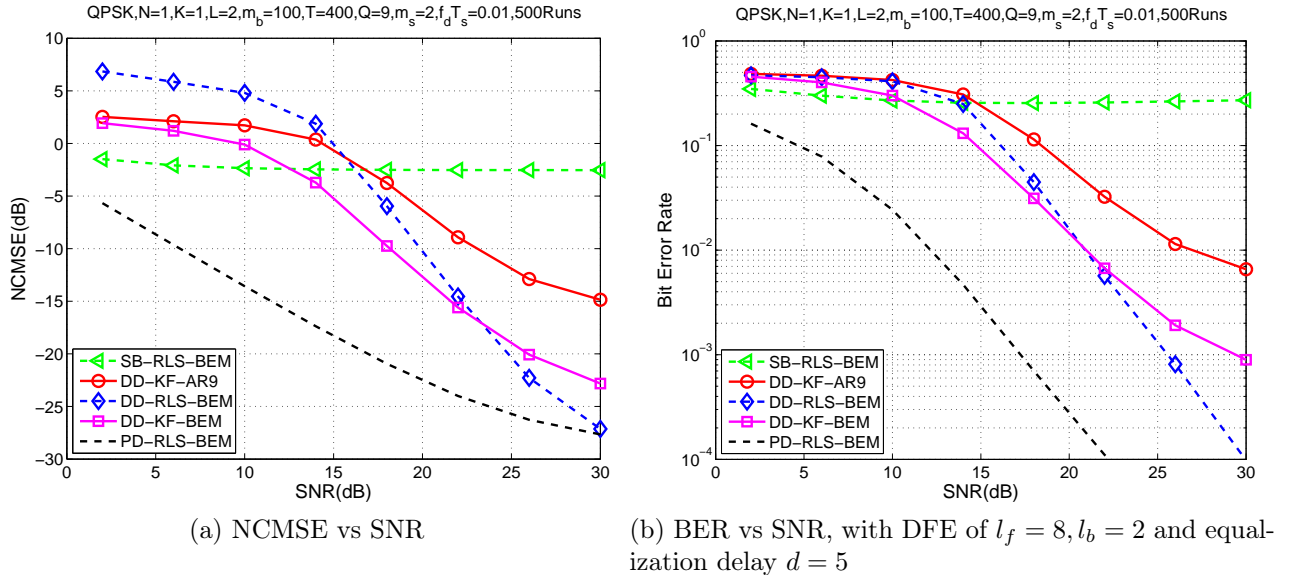 QPSK,N=1,K=1,L=2,m_b=100,T=400,Q=9,m_s=2,f_dT_s=0.01,500Runs
10
5
0
−5
−10
−15
−20
−25
−30
NCMSE(dB)
SB−RLS−BEM
DD−KF−AR9
DD−RLS−BEM
DD−KF−BEM
PD−RLS−BEM
0 5 10 15 20 25 30
SNR(dB)
(a) NCMSE vs SNR
QPSK,N=1,K=1,L=2,m_b=100,T=400,Q=9,m_s=2,f_dT_s=0.01,500Runs
10^0
10^−1
10^−2
10^−3
10^−4
Bit Error Rate
SB−RLS−BEM
DD−KF−AR9
DD−RLS−BEM
DD−KF−BEM
PD−RLS−BEM
0 5 10 15 20 25 30
SNR(dB)
(b) BER vs SNR, with DFE of l_f = 8, l_b = 2 and equal-
ization delay d = 5